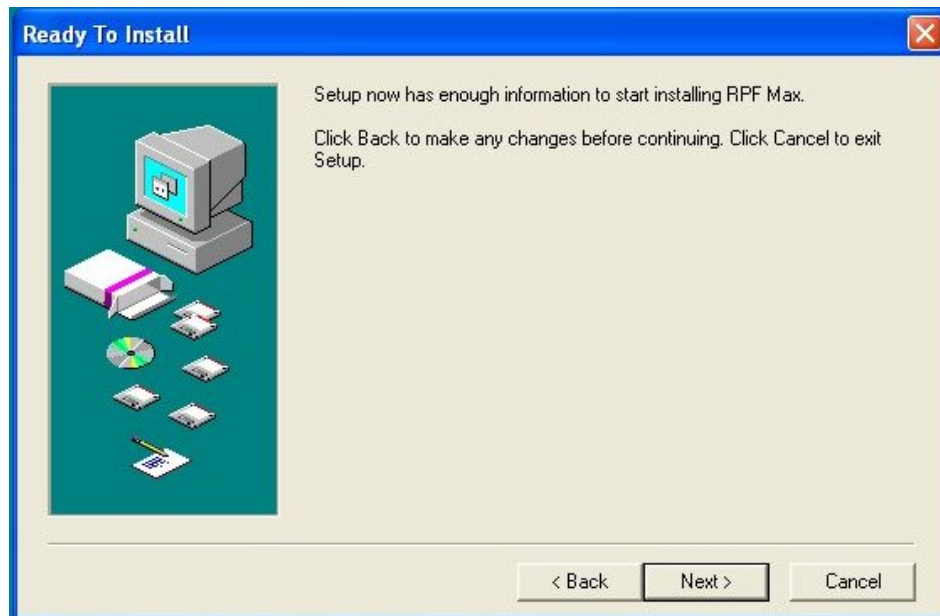 Ready To Install
Setup now has enough information to start installing RPF Max.
Click Back to make any changes before continuing. Click Cancel to exit
Setup.
< Back
Next >
Cancel